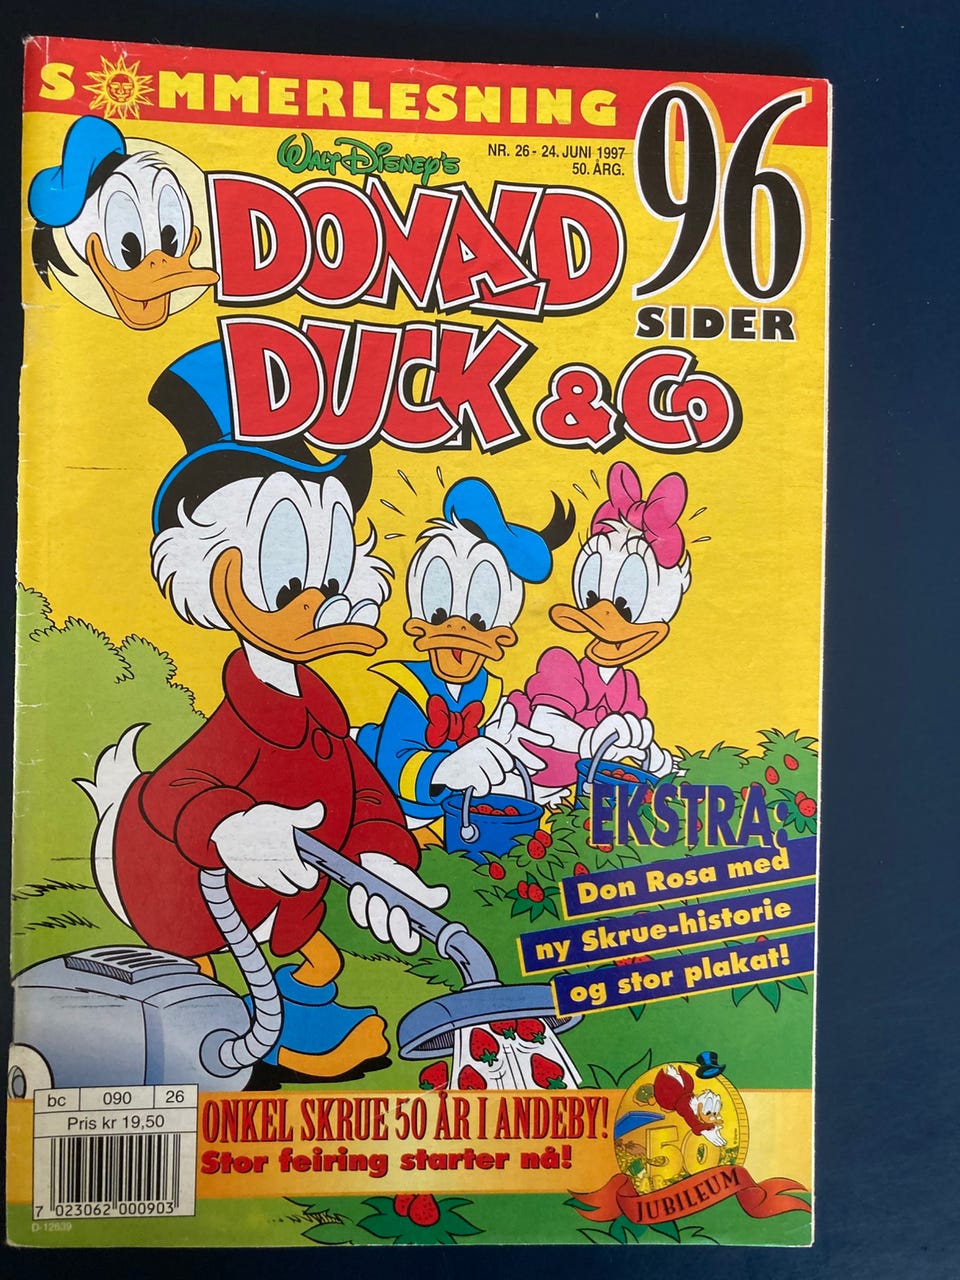 SOMMERLESNING
96
SIDER
Walt Disney's
NR. 26 - 24. JUNI 1997
50. ÅRG.
DONALD
DUCK & Co
EKSTRA:
Don Rosa med
ny Skrue-historie
og stor plakat!
bc 090 26
Pris kr 19,50
7 023062 000903
D-12639
ONKEL SKRUE 50 ÅR I ANDEBY!
Stor feiring starter nå!
50
JUBILEUM